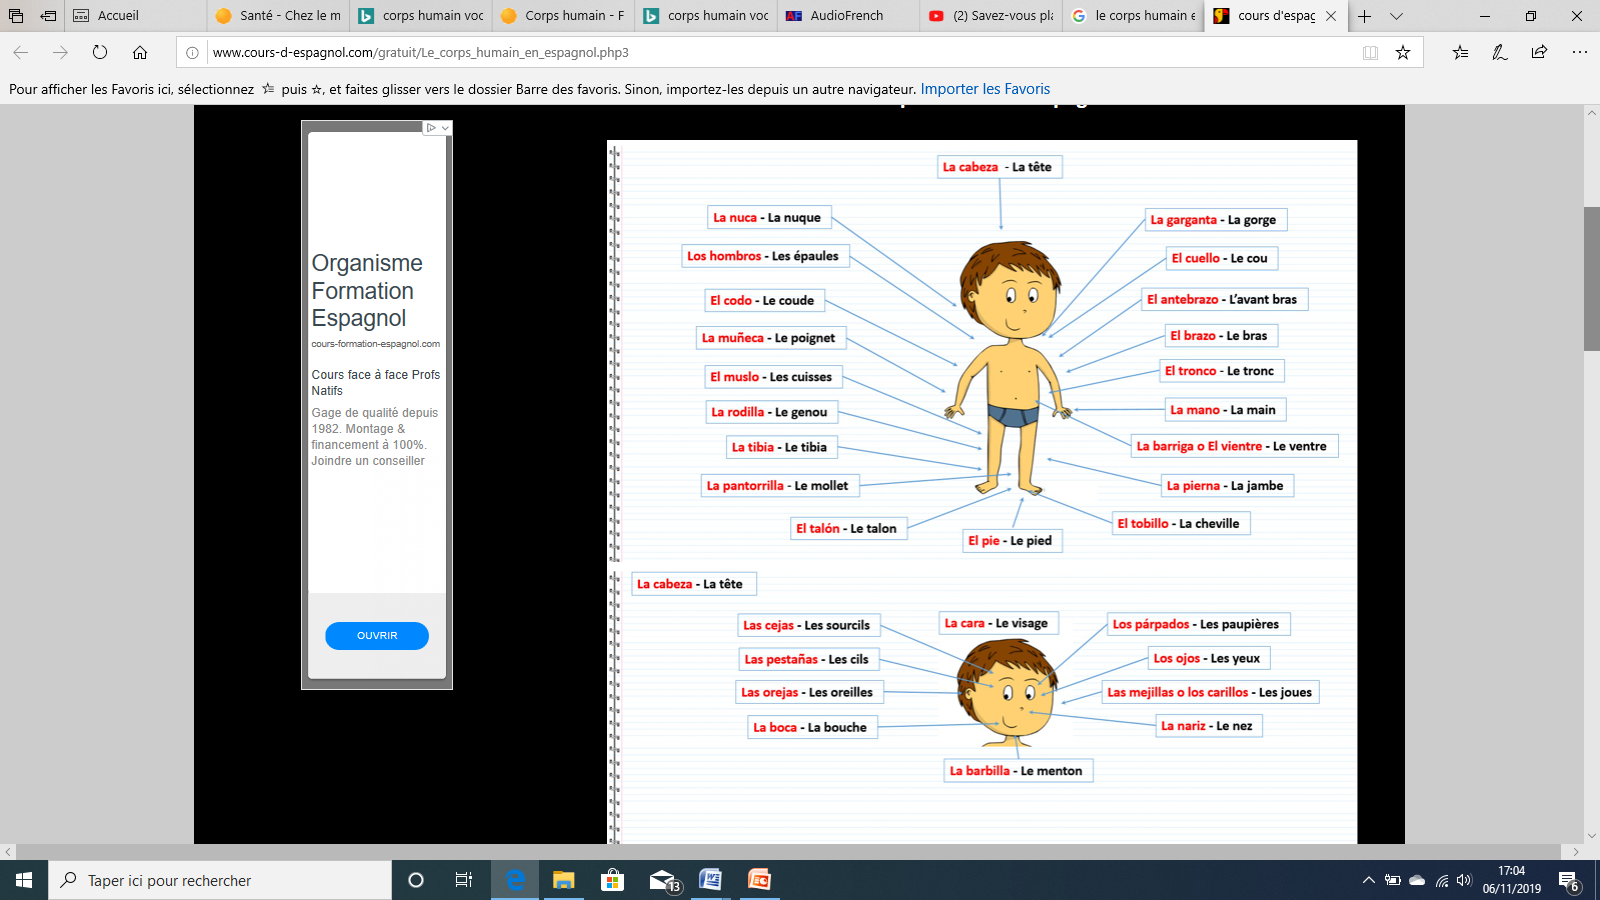 Accueil
Santé - Chez le m
corps humain voc
Corps humain - F
corps humain voc
AudioFrench
(2) Savez-vous pla
le corps humain e
cours d'espag
www.cours-d-espagnol.com/gratuit/Le_corps_humain_en_espagnol.php3
Pour afficher les Favoris ici, sélectionnez puis , et faites glisser vers le dossier Barre des favoris. Sinon, importez-les depuis un autre navigateur. Importer les Favoris
Organisme
Formation
Espagnol
cours-formation-espagnol.com
Cours face à face Profs
Natifs
Gage de qualité depuis
1982. Montage &
financement à 100%.
Joindre un conseiller
OUVRIR
La cabeza - La tête
La nuca - La nuque
La garganta - La gorge
Los hombros - Les épaules
El cuello - Le cou
El codo - Le coude
El antebrazo - L'avant bras
La muñeca - Le poignet
El brazo - Le bras
El muslo - Les cuisses
El tronco - Le tronc
La rodilla - Le genou
La mano - La main
La tibia - Le tibia
La barriga o El vientre - Le ventre
La pantorrilla - Le mollet
La pierna - La jambe
El talón - Le talon
El tobillo - La cheville
El pie - Le pied
La cabeza - La tête
Las cejas - Les sourcils
La cara - Le visage
Los párpados - Les paupières
Las pestañas - Les cils
Los ojos - Les yeux
Las orejas - Les oreilles
Las mejillas o los carillos - Les joues
La boca - La bouche
La nariz - Le nez
La barbilla - Le menton
Taper ici pour rechercher
13
17:04
06/11/2019
6